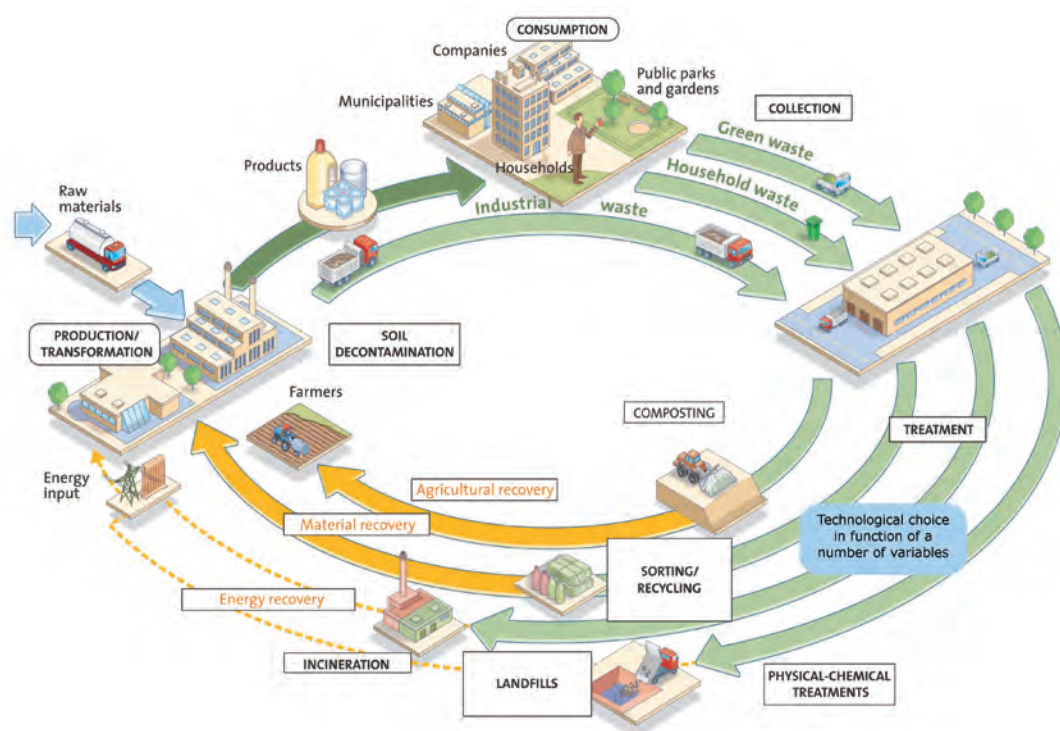 CONSUMPTION
Companies
Public parks
and gardens
Municipalities
COLLECTION
Green waste
Products
Households
Household waste
Raw
materials
Industrial waste
PRODUCTION/
TRANSFORMATION
SOIL
DECONTAMINATION
Farmers
COMPOSTING
TREATMENT
Energy
input
Agricultural recovery
Material recovery
Technological choice
in function of a
number of variables
SORTING/
RECYCLING
Energy recovery
INCINERATION
LANDFILLS
PHYSICAL-CHEMICAL
TREATMENTS